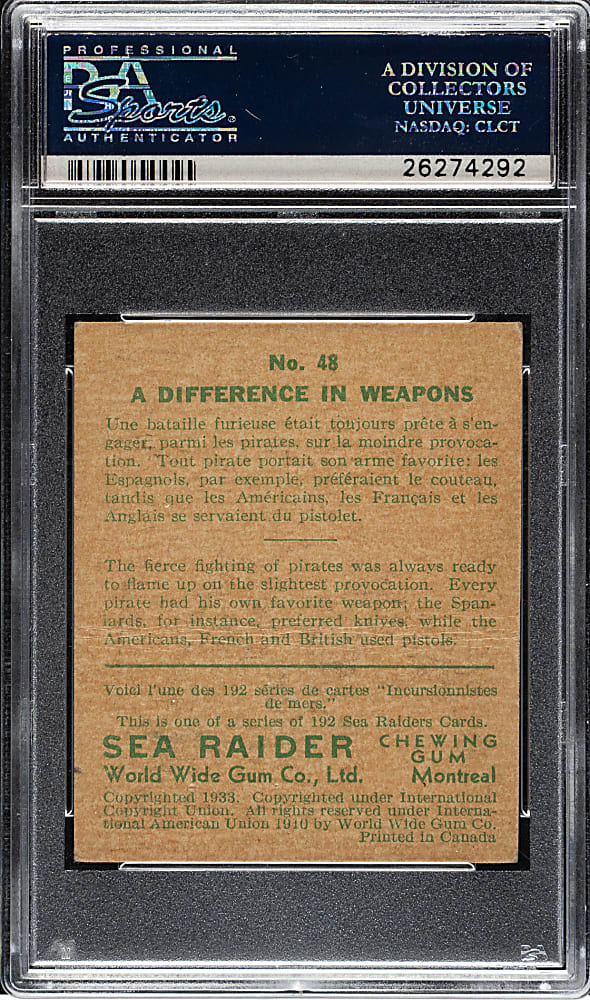 PROFESSIONAL
PSA
Sports
AUTHENTICATOR
A DIVISION OF
COLLECTORS
UNIVERSE
NASDAQ: CLCT
26274292
No. 48
A DIFFERENCE IN WEAPONS
Une bataille furieuse était toujours prête à s'en-
gager, parmi les pirates, sur la moindre provoca-
tion. Tout pirate portait son arme favorite: les
Espagnols, par exemple, préféraient le couteau,
tandis que les Américains, les Français et les
Anglais se servaient du pistolet.
The fierce fighting of pirates was always ready
to flame up on the slightest provocation. Every
pirate had his own favorite weapon; the Span-
iards, for instance, preferred knives, while the
Americans, French and British used pistols.
Voici l'une des 192 séries de cartes "Incursionnistes
de mers."
This is one of a series of 192 Sea Raiders Cards.
SEA RAIDER CHEWING GUM
World Wide Gum Co., Ltd. Montreal
Copyrighted 1933. Copyrighted under International
Copyright Union. All rights reserved under Interna-
tional American Union 1910 by World Wide Gum Co.
Printed in Canada